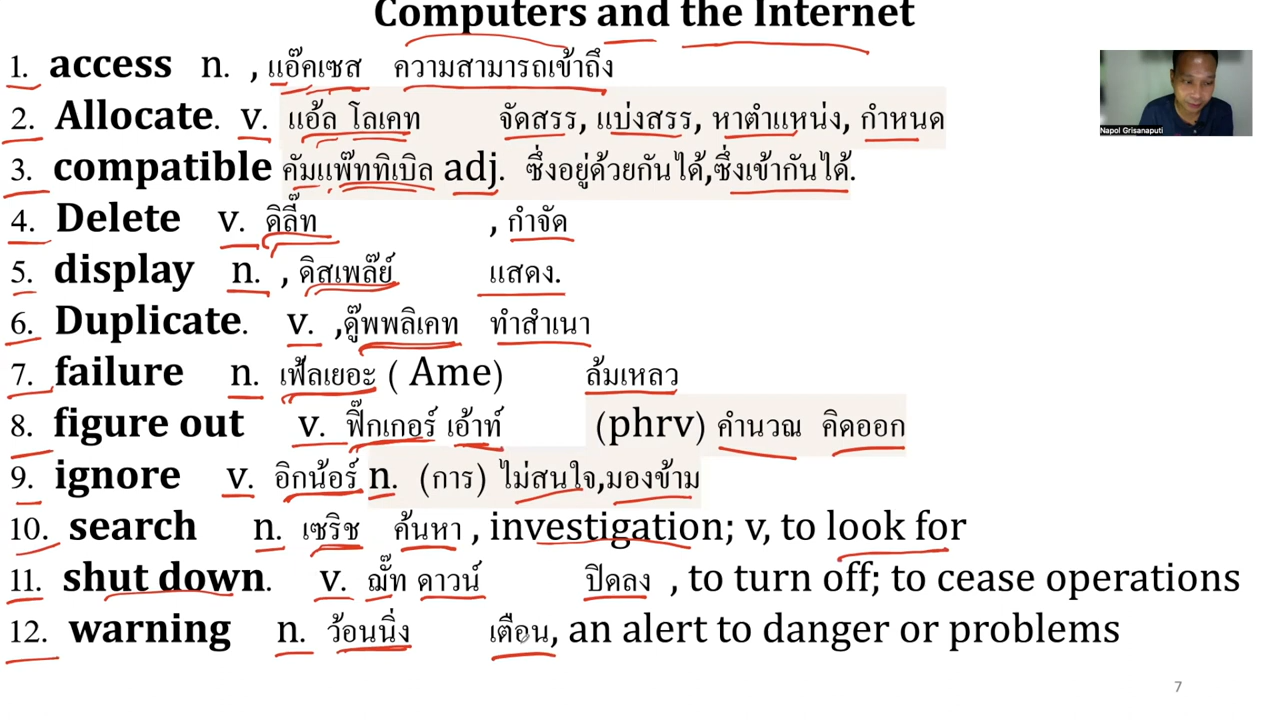 Computers and the Internet
1. access n. , แอ๊คเซส ความสามารถเข้าถึง
2. Allocate. v. แอ้ล โลเคท จัดสรร, แบ่งสรร, หาตำแหน่ง, กำหนด
3. compatible คัมแพ๊ททิเบิล adj. ซึ่งอยู่ด้วยกันได้,ซึ่งเข้ากันได้.
4. Delete v. ดิลี๊ท , กำจัด
5. display n. , ดิสเพล๊ย์ แสดง.
6. Duplicate. v. ,ดู๊พพลิเคท ทำสำเนา
7. failure n. เฟ้ลเยอะ ( Ame) ล้มเหลว
8. figure out v. ฟิ๊กเกอร์ เอ้าท์ (phrv) คำนวณ คิดออก
9. ignore v. อิกน้อร์ n. (การ) ไม่สนใจ,มองข้าม
10. search n. เซริช ค้นหา , investigation; v, to look for
11. shut down. v. ฌั๊ท ดาวน์ ปิดลง , to turn off; to cease operations
12. warning n. ว้อนนิ่ง เตือน, an alert to danger or problems
Napol Grisanaputi
7